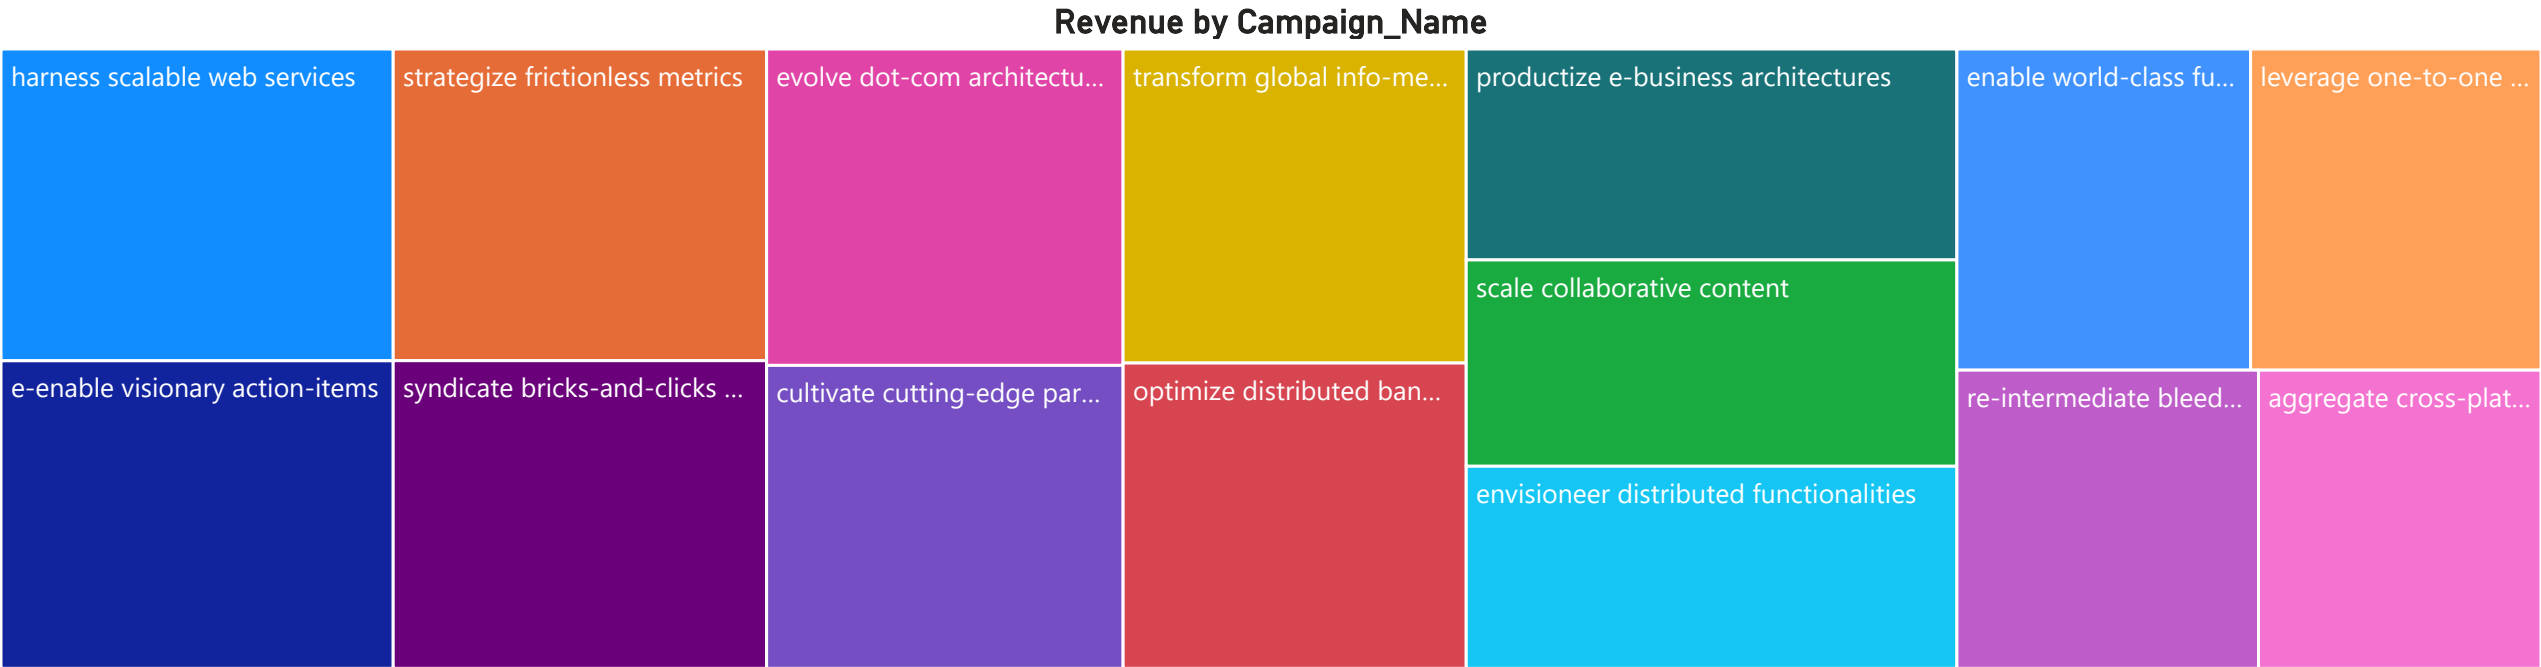 Revenue by Campaign_Name
harness scalable web services
strategize frictionless metrics
evolve dot-com architectu...
transform global info-me...
productize e-business architectures
enable world-class fu...
leverage one-to-one ...
scale collaborative content
e-enable visionary action-items
syndicate bricks-and-clicks ...
cultivate cutting-edge par...
optimize distributed ban...
re-intermediate bleed...
aggregate cross-plat...
envisioneer distributed functionalities